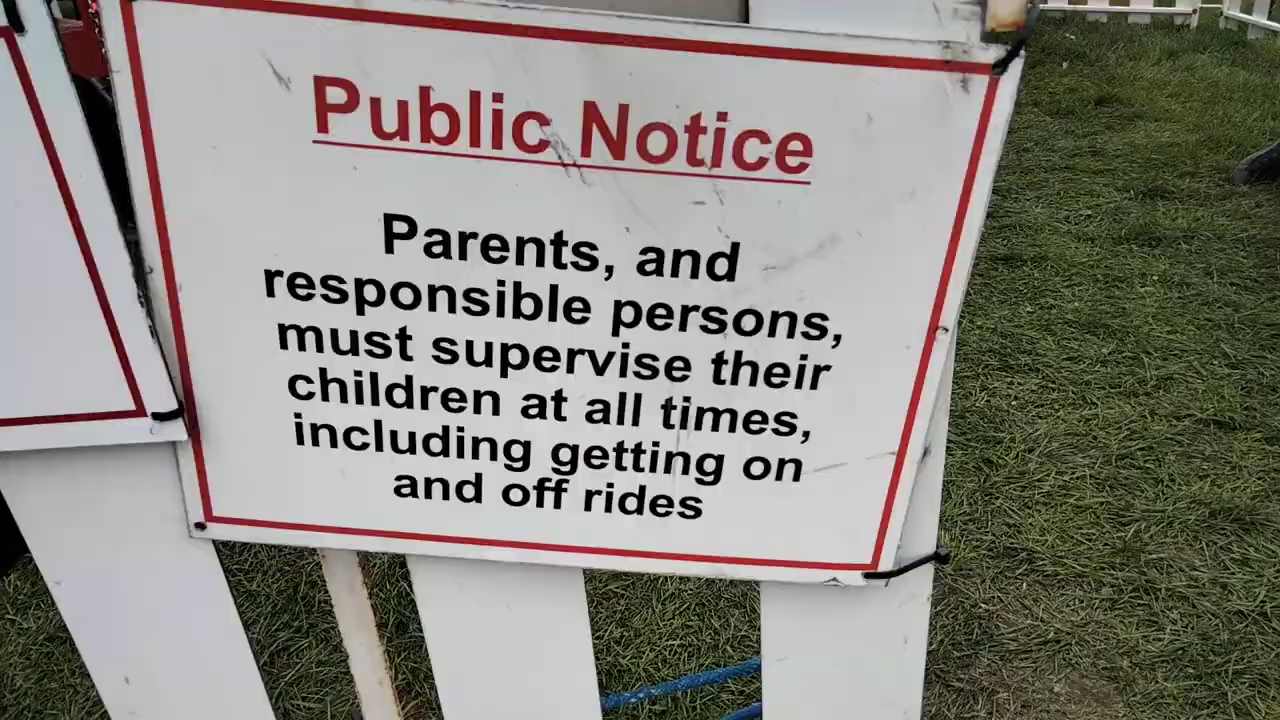 Public Notice
Parents, and
responsible persons,
must supervise their
children at all times,
including getting on
and off rides